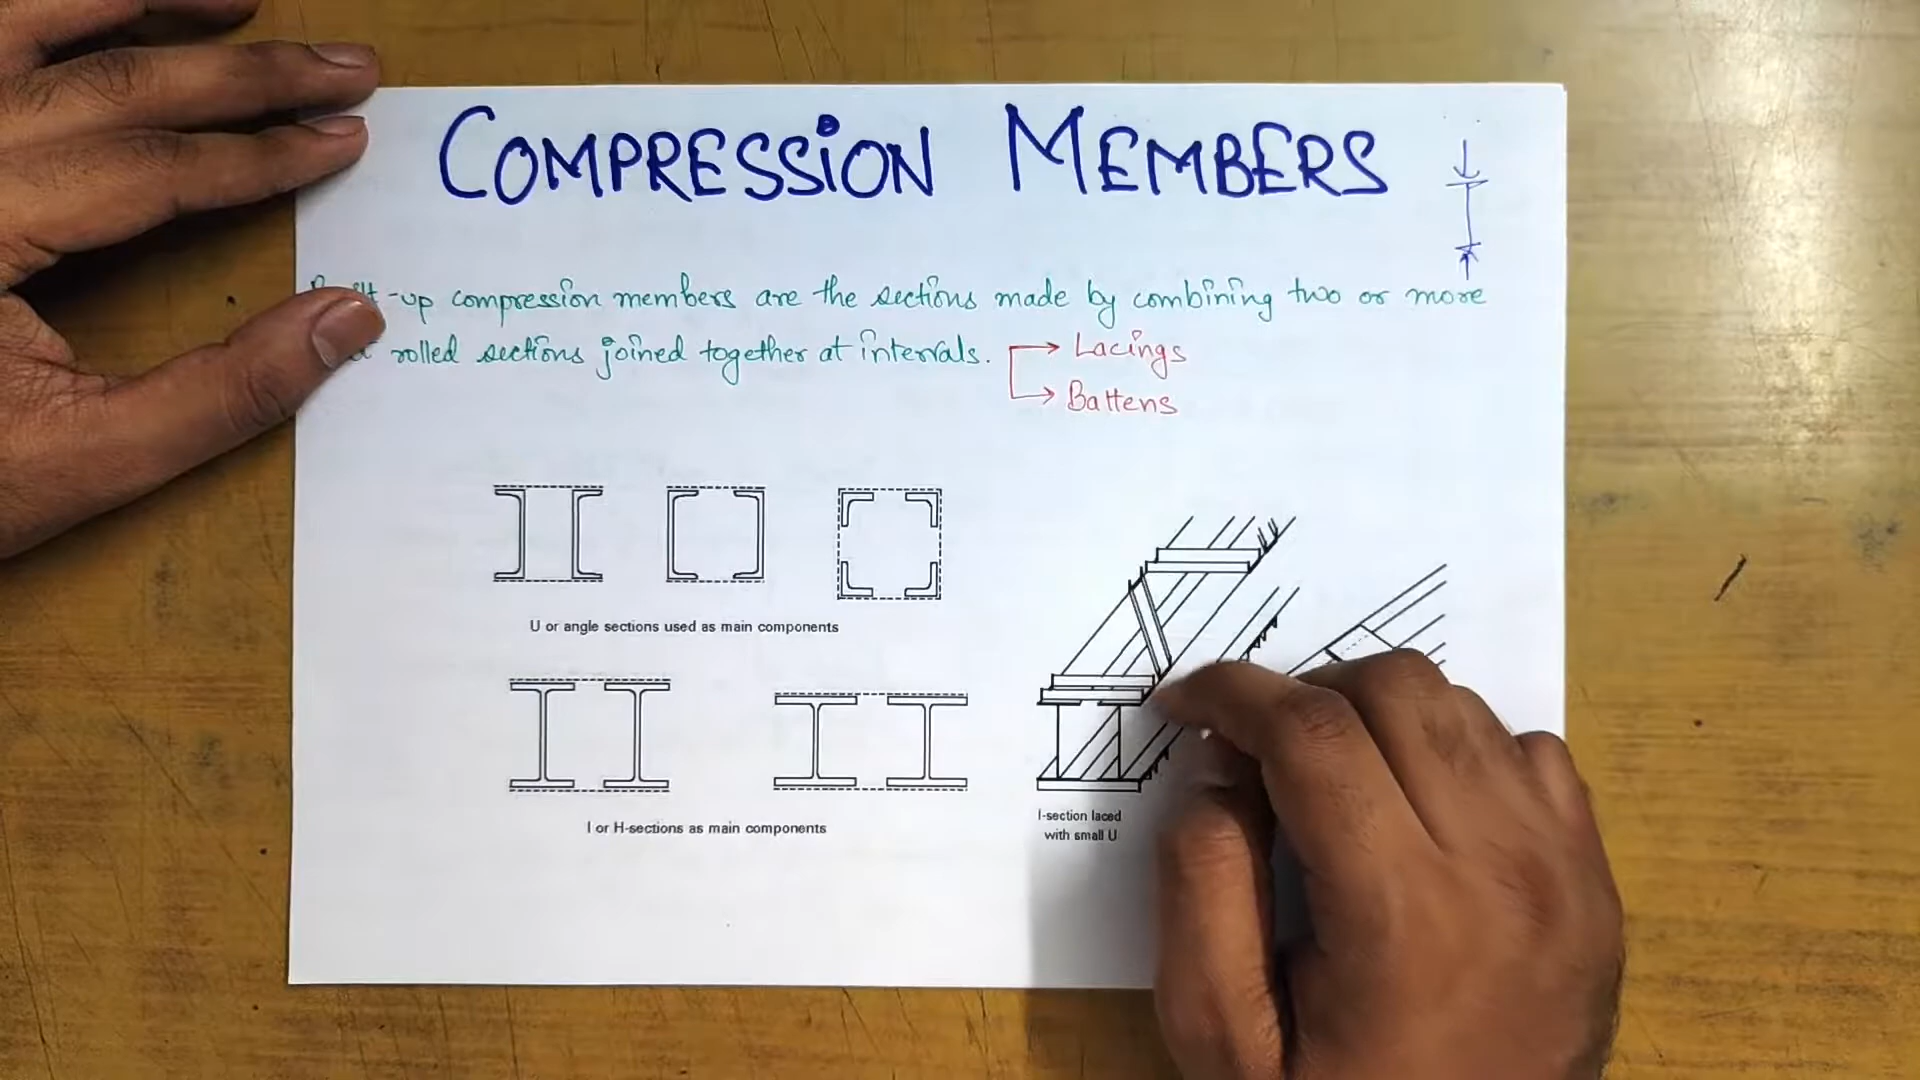 COMPRESSION MEMBERS
-up compression members are the sections made by combining two or more
rolled sections joined together at intervals.
Lacings
Battens
U or angle sections used as main components
I or H-sections as main components
I-section laced
with small U